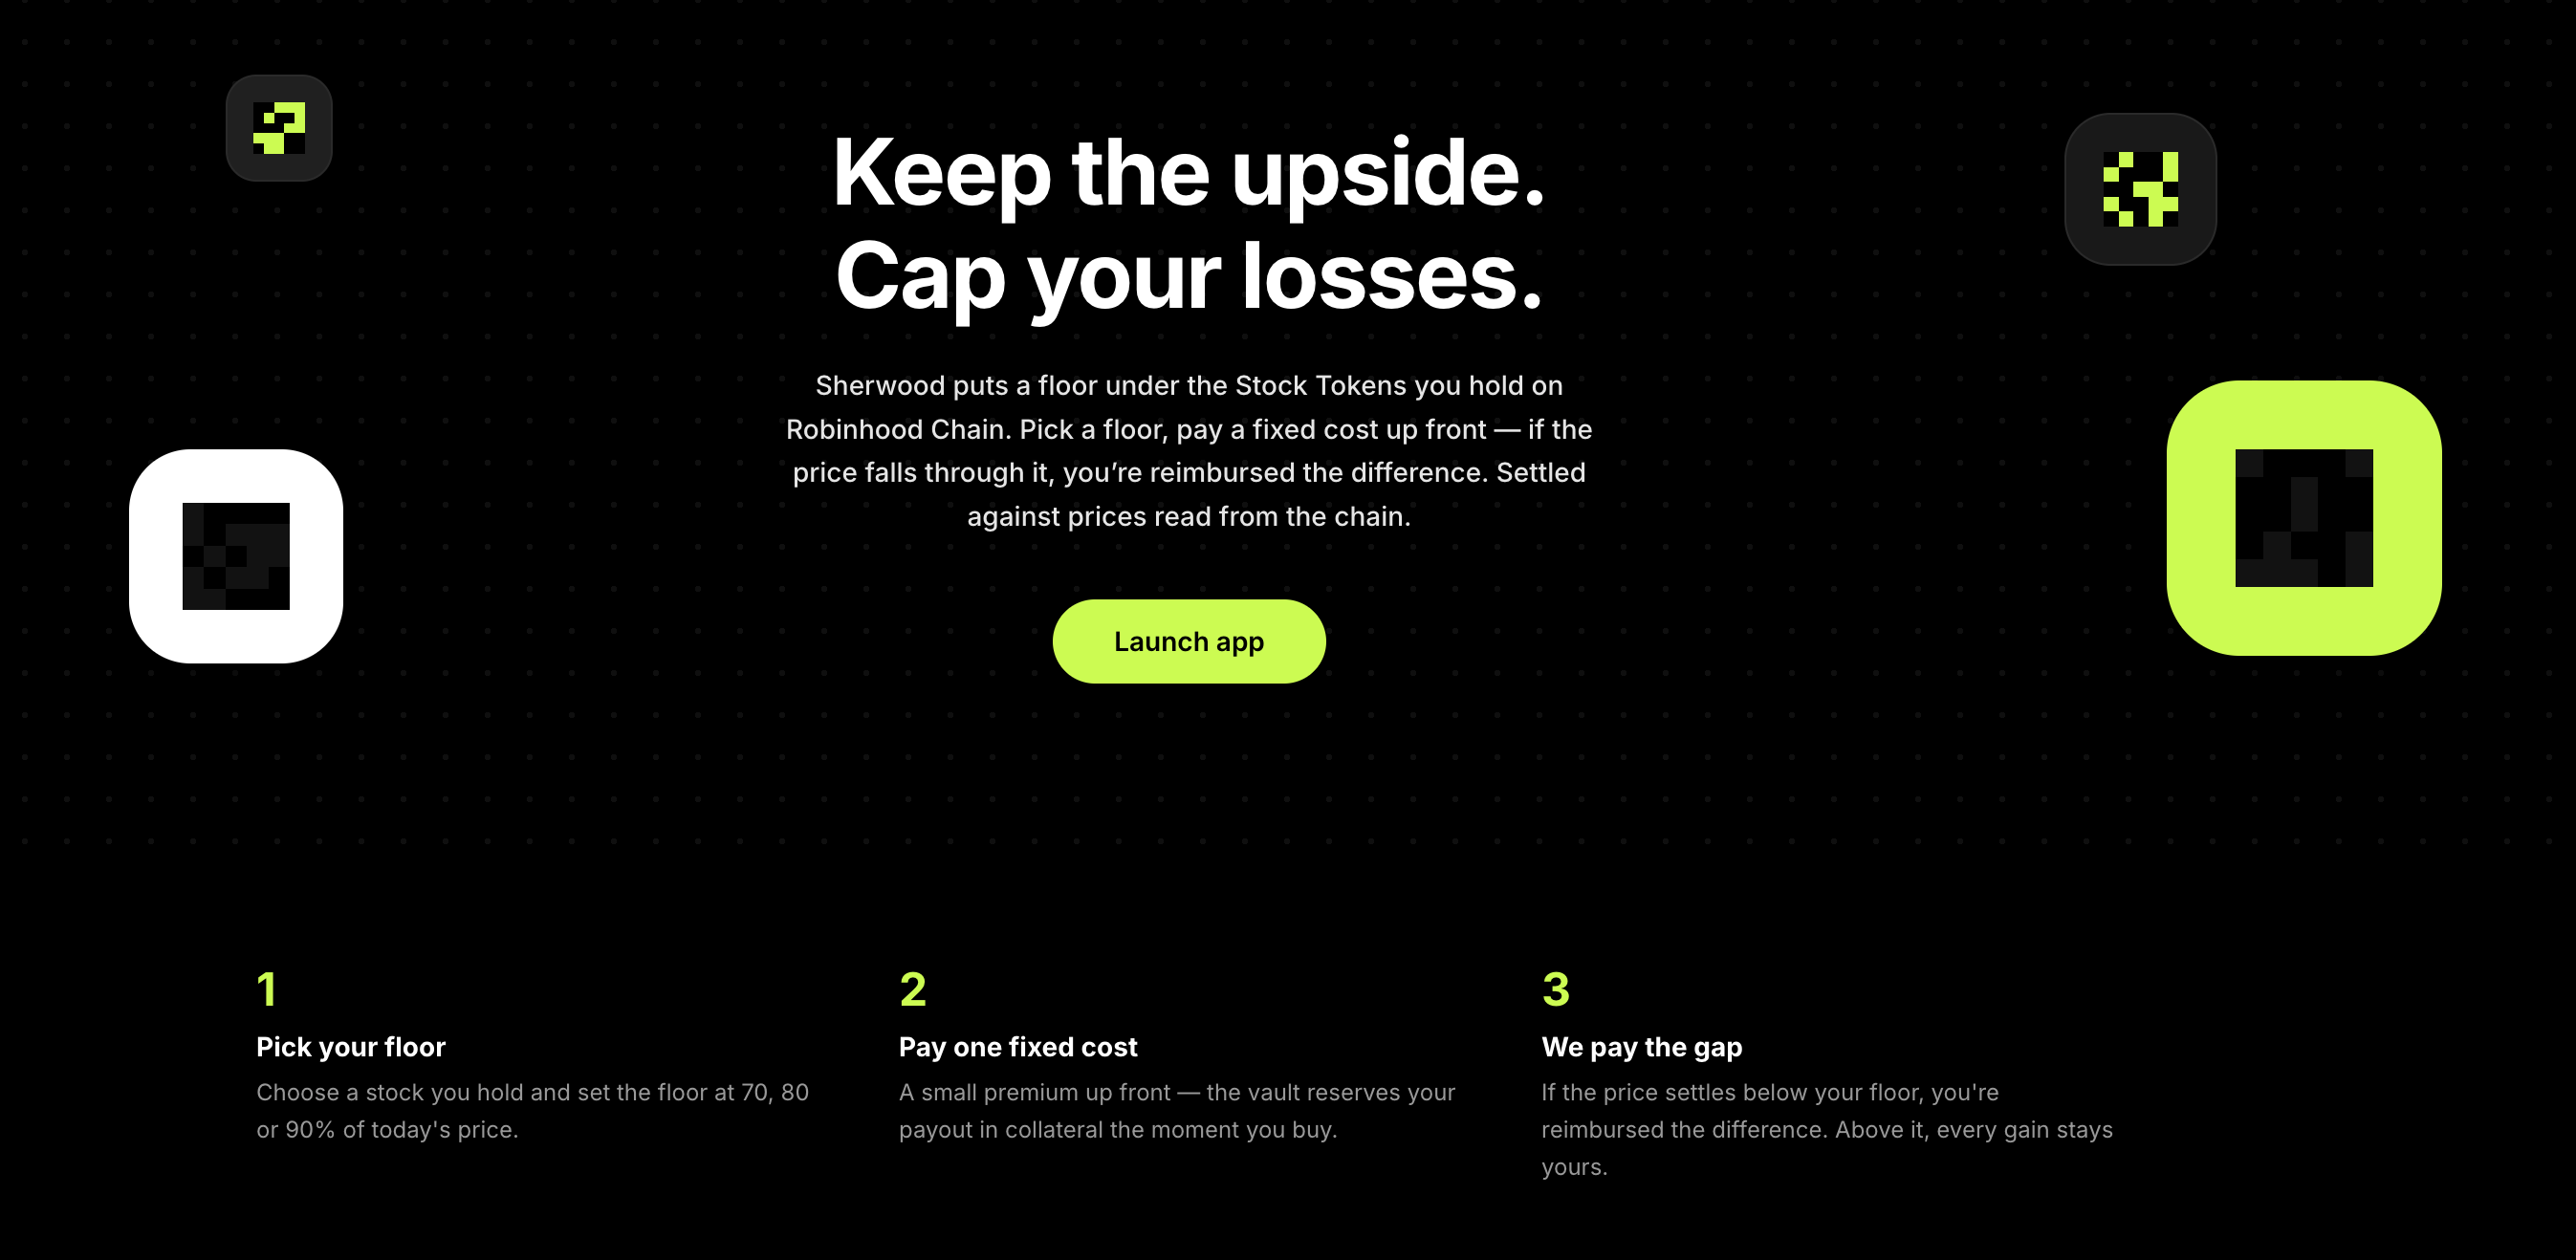 Keep the upside.
Cap your losses.
Sherwood puts a floor under the Stock Tokens you hold on
Robinhood Chain. Pick a floor, pay a fixed cost up front — if the
price falls through it, you’re reimbursed the difference. Settled
against prices read from the chain.
Launch app
1
Pick your floor
Choose a stock you hold and set the floor at 70, 80
or 90% of today's price.
2
Pay one fixed cost
A small premium up front — the vault reserves your
payout in collateral the moment you buy.
3
We pay the gap
If the price settles below your floor, you're
reimbursed the difference. Above it, every gain stays
yours.